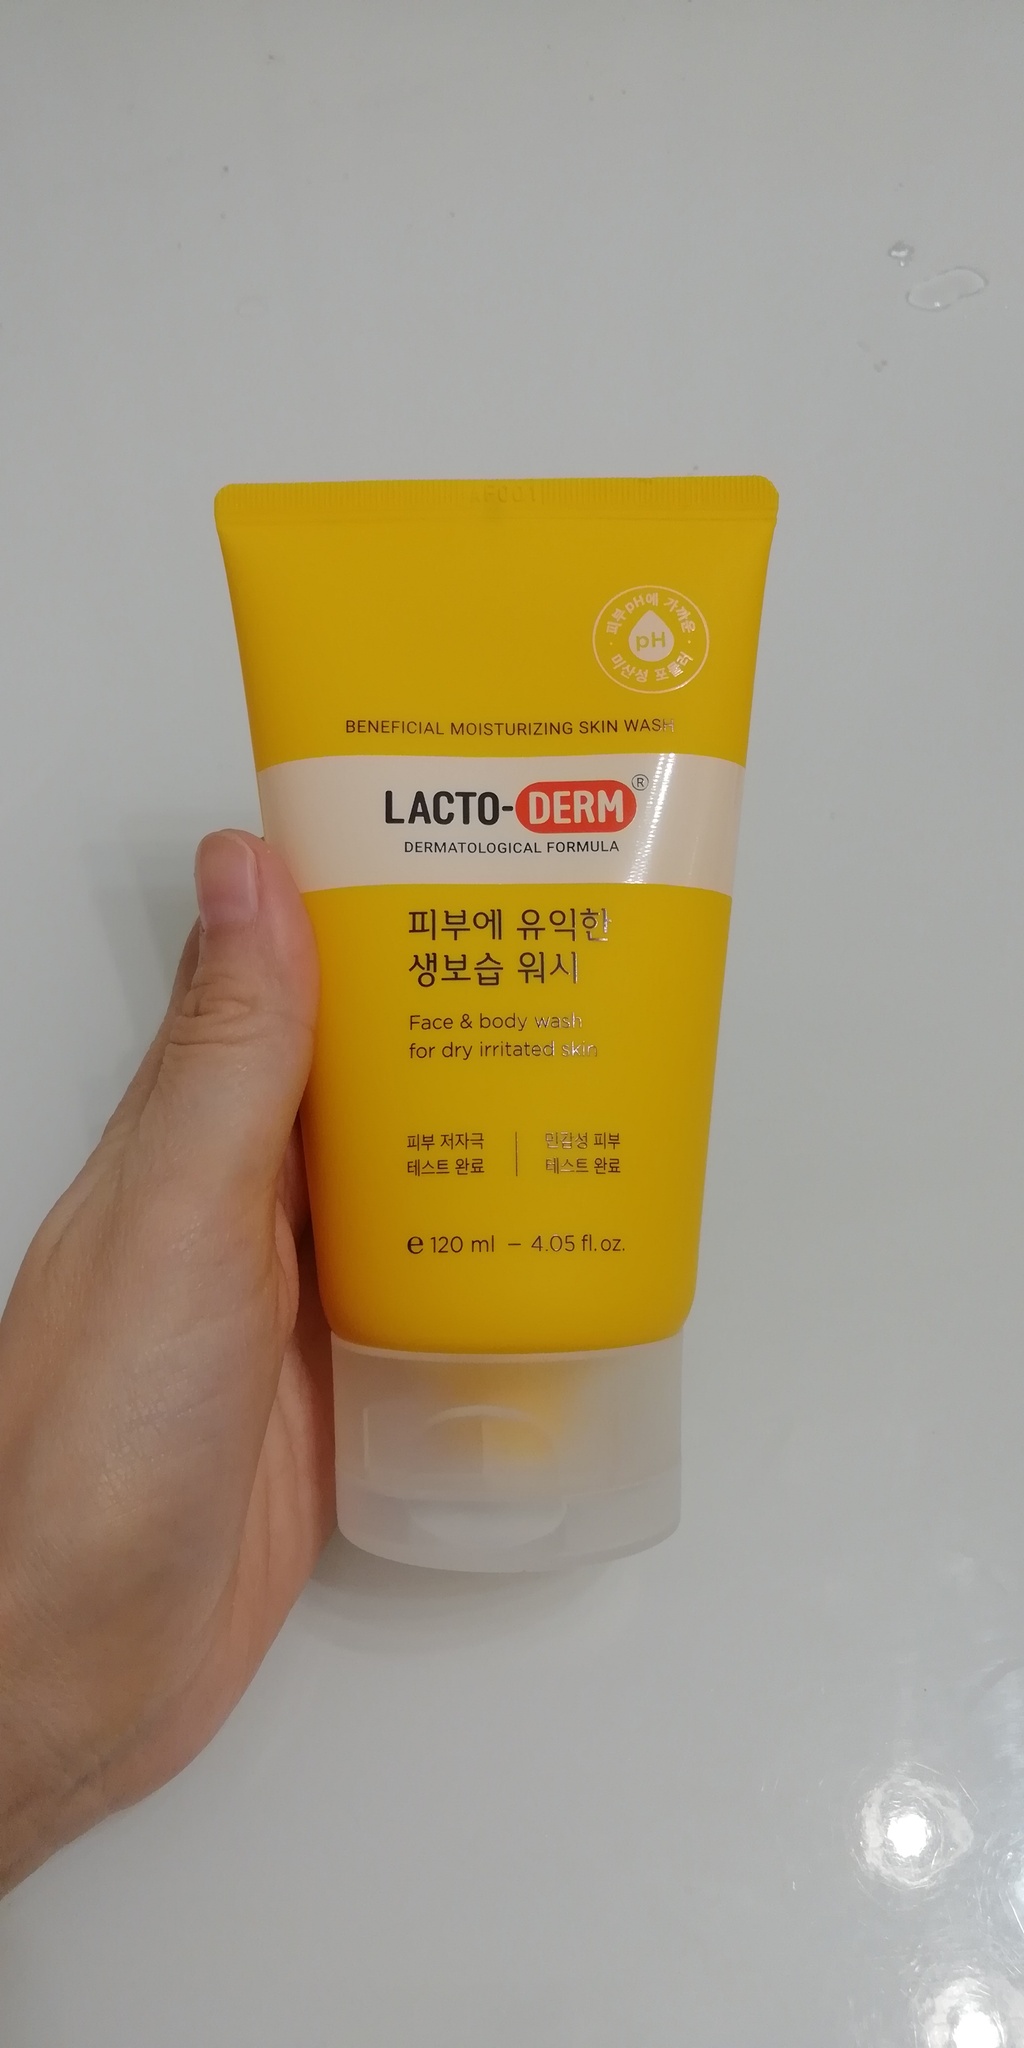 피부pH에 가까운
pH
미산성 포뮬러
BENEFICIAL MOISTURIZING SKIN WASH
LACTO-DERM®
DERMATOLOGICAL FORMULA
피부에 유익한
생보습 워시
Face & body wash
for dry irritated skin
피부 저자극
테스트 완료
민감성 피부
테스트 완료
℮ 120 ml – 4.05 fl.oz.